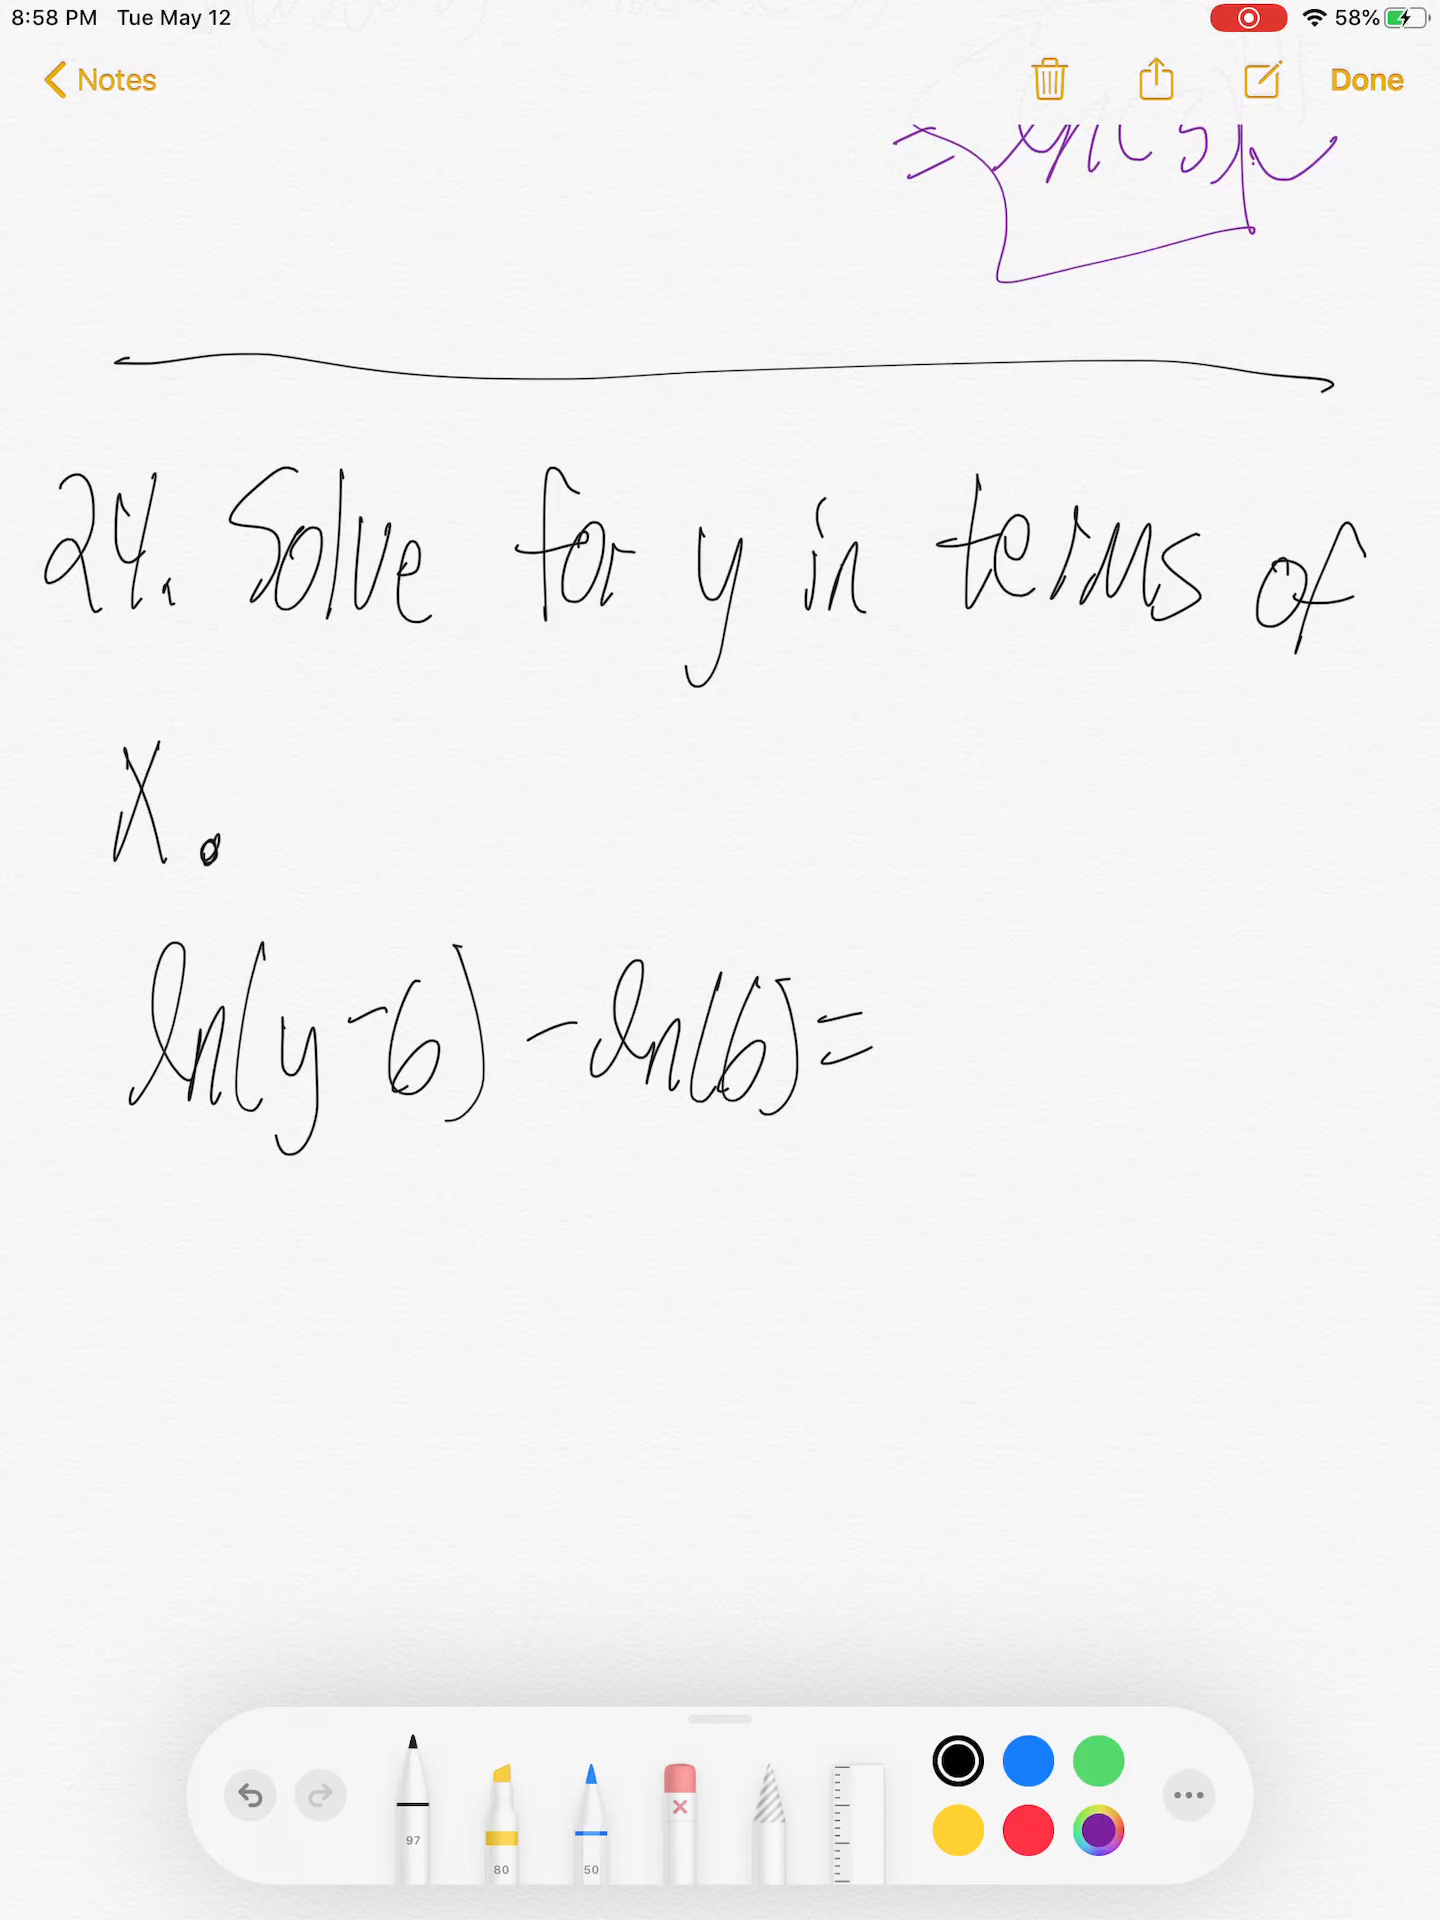 8:58 PM Tue May 12 58%
Notes Done
24. Solve for y in terms of
x.
ln(y-6) - ln(6) =
97 80 50